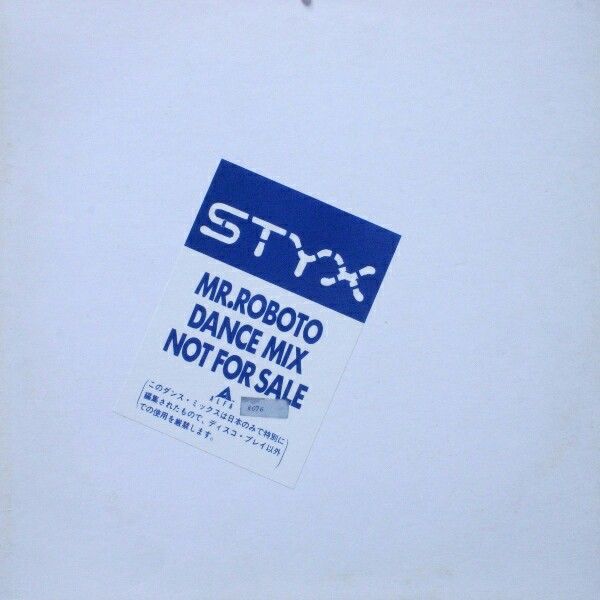 STYX
MR.ROBOTO
DANCE MIX
NOT FOR SALE
ALFA
(このダンス・ミックスは日本のみで特別に
編集されたもので、ディスコ・プレイ以外
での使用を厳禁します。)